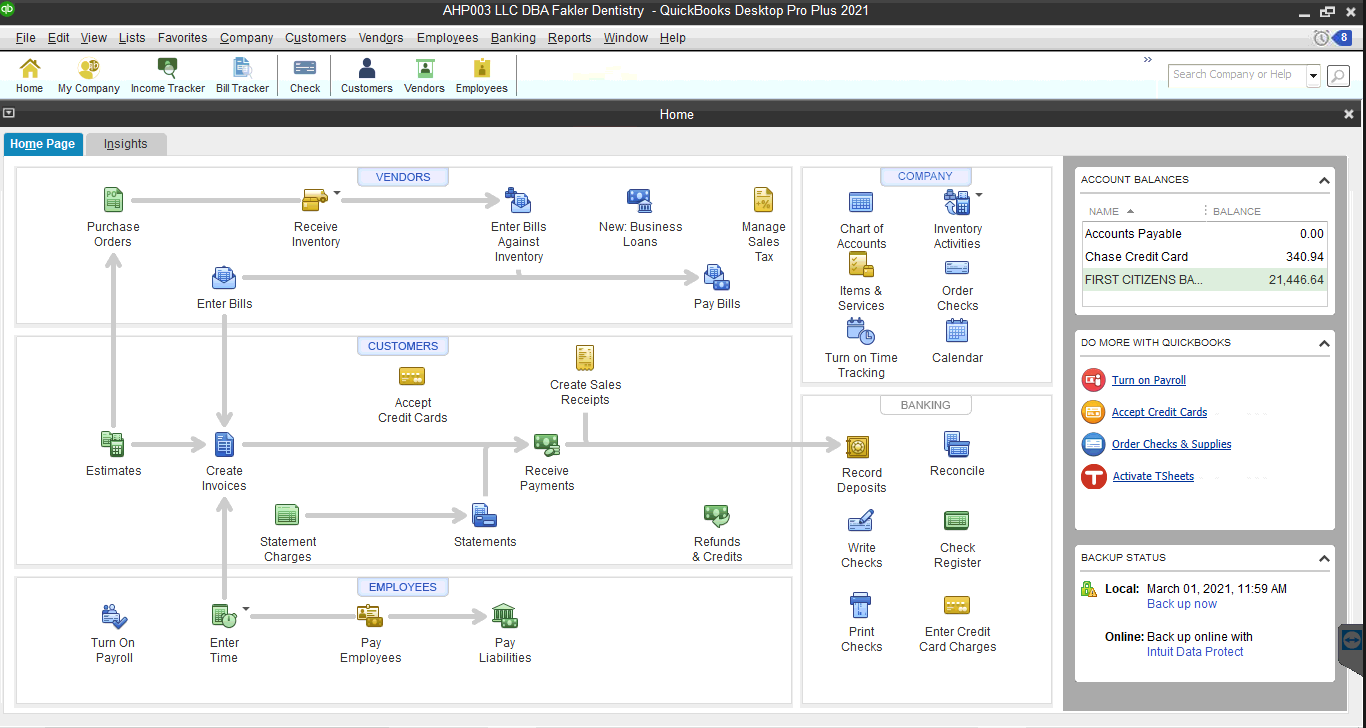 AHP003 LLC DBA Fakler Dentistry - QuickBooks Desktop Pro Plus 2021
qb
File Edit View Lists Favorites Company Customers Vendors Employees Banking Reports Window Help
8
Home My Company Income Tracker Bill Tracker Check Customers Vendors Employees
»
Search Company or Help
Home
Home Page Insights
VENDORS
Purchase
Orders
Receive
Inventory
Enter Bills
Against
Inventory
New: Business
Loans
Manage
Sales
Tax
Enter Bills
Pay Bills
CUSTOMERS
Accept
Credit Cards
Create Sales
Receipts
Estimates
Create
Invoices
Receive
Payments
Statement
Charges
Statements
Refunds
& Credits
EMPLOYEES
Turn On
Payroll
Enter
Time
Pay
Employees
Pay
Liabilities
COMPANY
Chart of
Accounts
Inventory
Activities
Items &
Services
Order
Checks
Turn on Time
Tracking
Calendar
BANKING
Record
Deposits
Reconcile
Write
Checks
Check
Register
Print
Checks
Enter Credit
Card Charges
ACCOUNT BALANCES
NAME BALANCE
Accounts Payable 0.00
Chase Credit Card 340.94
FIRST CITIZENS BA... 21,446.64
DO MORE WITH QUICKBOOKS
Turn on Payroll
Accept Credit Cards
Order Checks & Supplies
Activate TSheets
BACKUP STATUS
Local: March 01, 2021, 11:59 AM
Back up now
Online: Back up online with
Intuit Data Protect